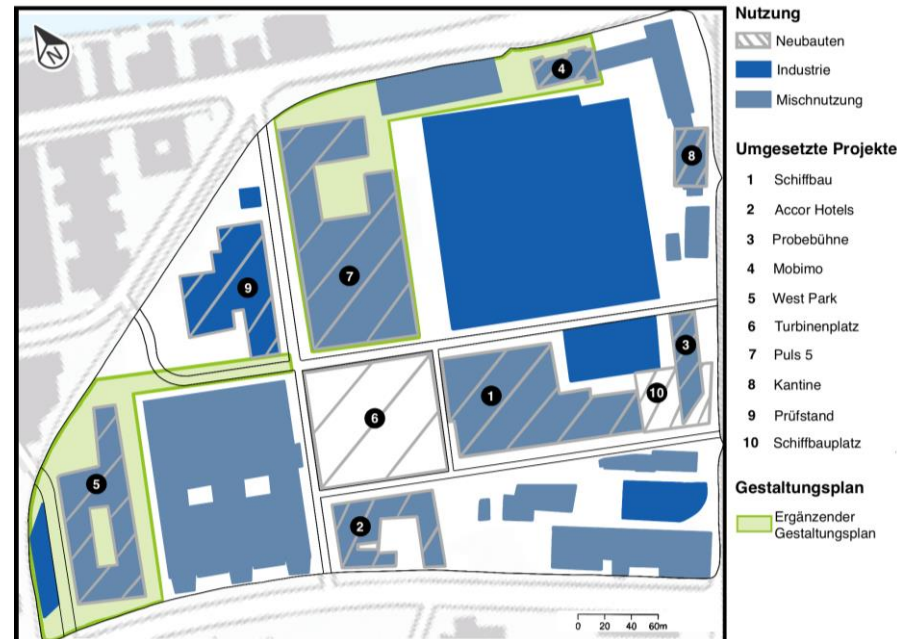 N
4
8
7
9
3
1
10
6
5
2
0 20 40 60m
Nutzung
Neubauten
Industrie
Mischnutzung
Umgesetzte Projekte
1 Schiffbau
2 Accor Hotels
3 Probebühne
4 Mobimo
5 West Park
6 Turbinenplatz
7 Puls 5
8 Kantine
9 Prüfstand
10 Schiffbauplatz
Gestaltungsplan
Ergänzender
Gestaltungsplan